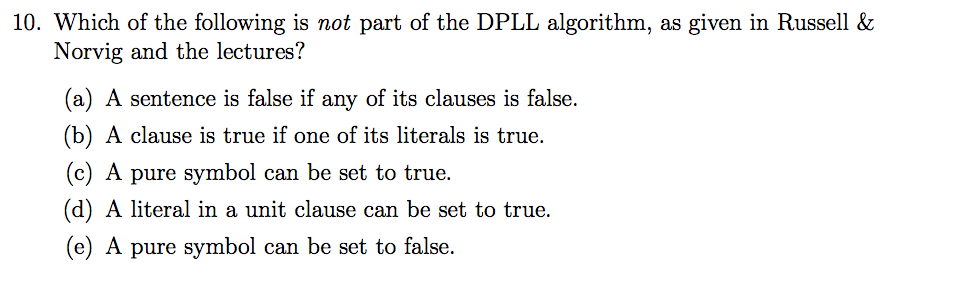 10. Which of the following is not part of the DPLL algorithm, as given in Russell &
Norvig and the lectures?
(a) A sentence is false if any of its clauses is false.
(b) A clause is true if one of its literals is true.
(c) A pure symbol can be set to true.
(d) A literal in a unit clause can be set to true.
(e) A pure symbol can be set to false.